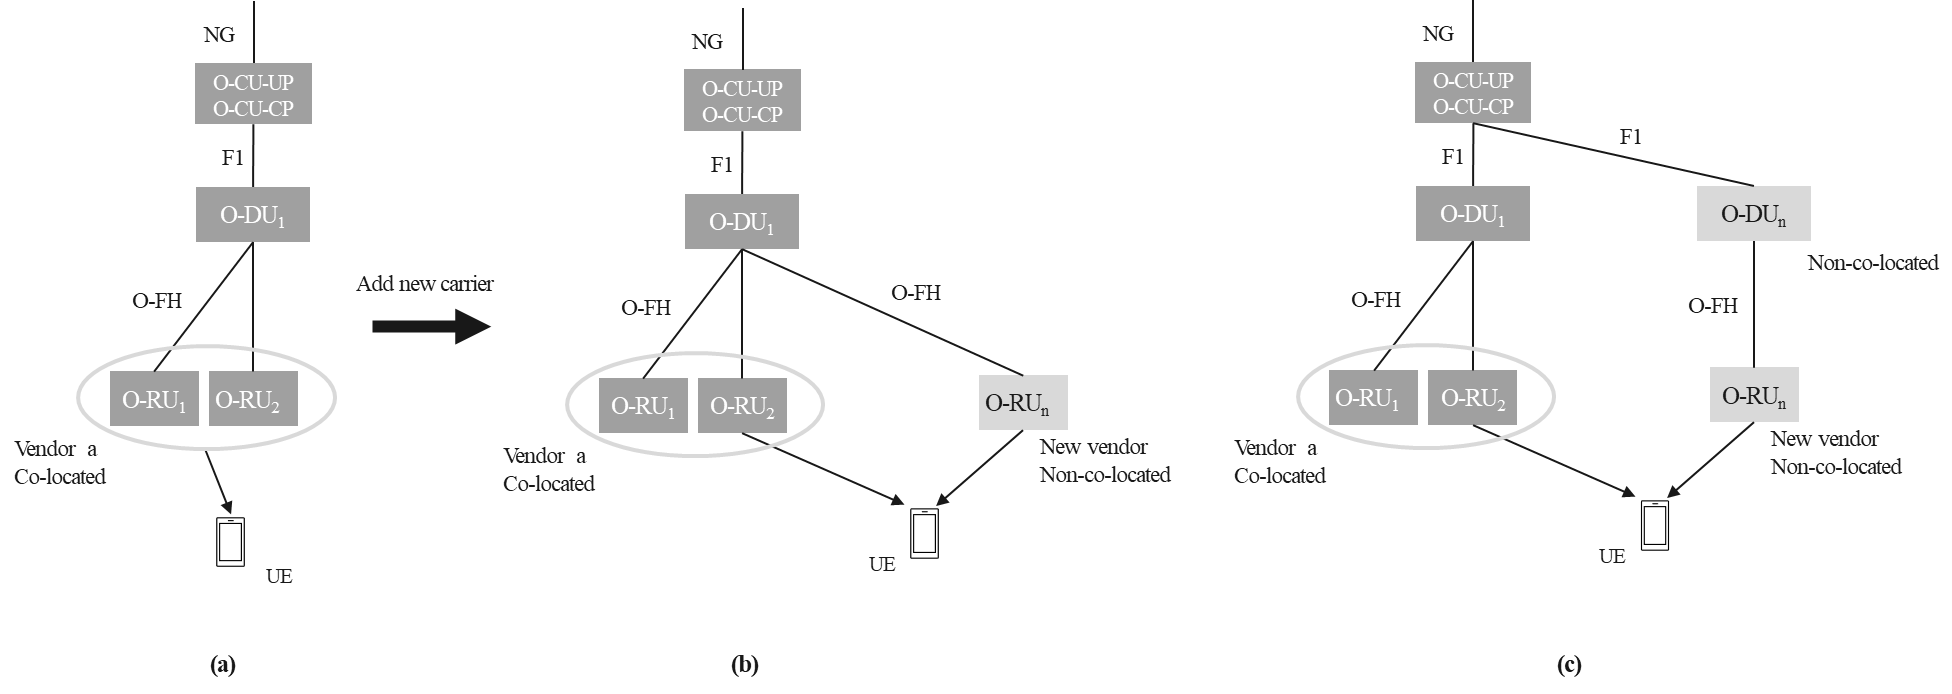 NG
O-CU-UP
O-CU-CP
F1
O-DU1
O-FH
O-RU1
O-RU2
Vendor a
Co-located
UE
(a)
Add new carrier
NG
O-CU-UP
O-CU-CP
F1
O-DU1
O-FH
O-FH
O-RU1
O-RU2
O-RUn
Vendor a
Co-located
New vendor
Non-co-located
UE
(b)
NG
O-CU-UP
O-CU-CP
F1
F1
O-DU1
O-DUn
Non-co-located
O-FH
O-FH
O-RU1
O-RU2
O-RUn
Vendor a
Co-located
New vendor
Non-co-located
UE
(c)